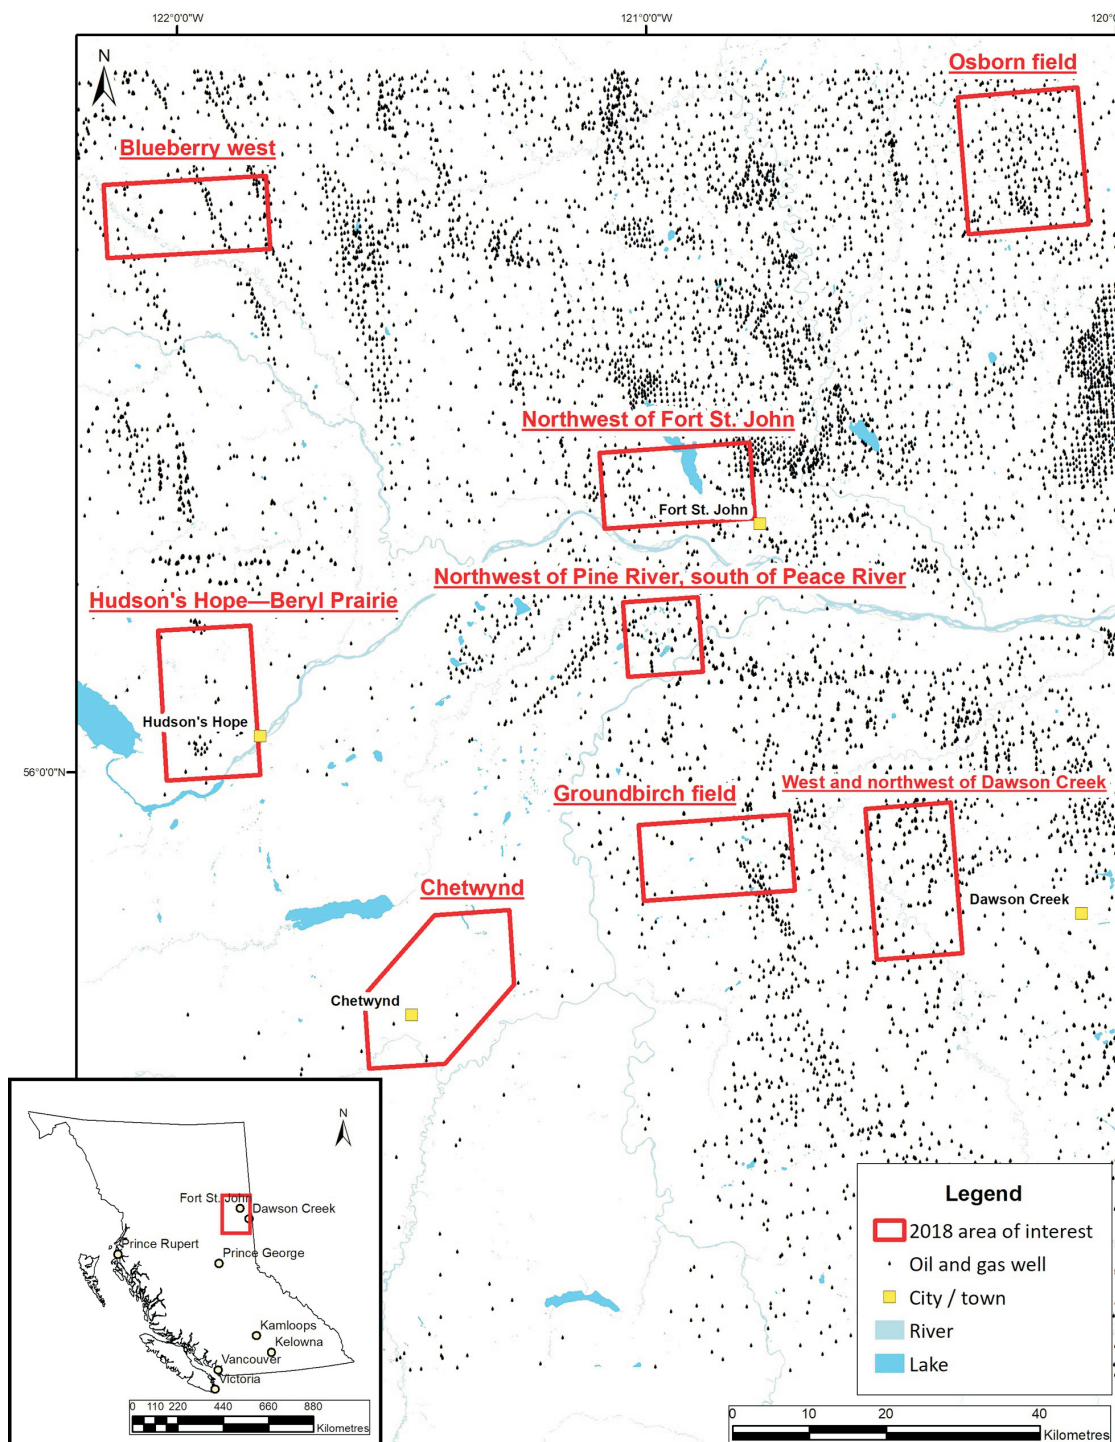 122°0'0"W
121°0'0"W
120°0
N
Osborn field
Blueberry west
Northwest of Fort St. John
Fort St. John
Northwest of Pine River, south of Peace River
Hudson's Hope—Beryl Prairie
Hudson's Hope
56°0'0"N
West and northwest of Dawson Creek
Groundbirch field
Chetwynd
Dawson Creek
Chetwynd
N
Fort St. John
Dawson Creek
Prince Rupert
Prince George
Kamloops
Kelowna
Vancouver
Victoria
0 110 220 440 660 880
Kilometres
Legend
2018 area of interest
Oil and gas well
City / town
River
Lake
0 10 20 40
Kilometres